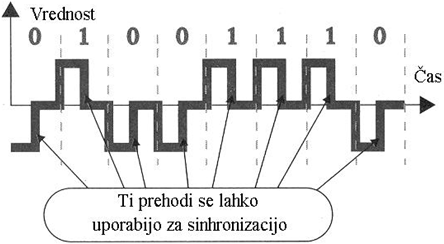 Vrednost
0 1 0 0 1 1 1 0
Čas
Ti prehodi se lahko
uporabijo za sinhronizacijo